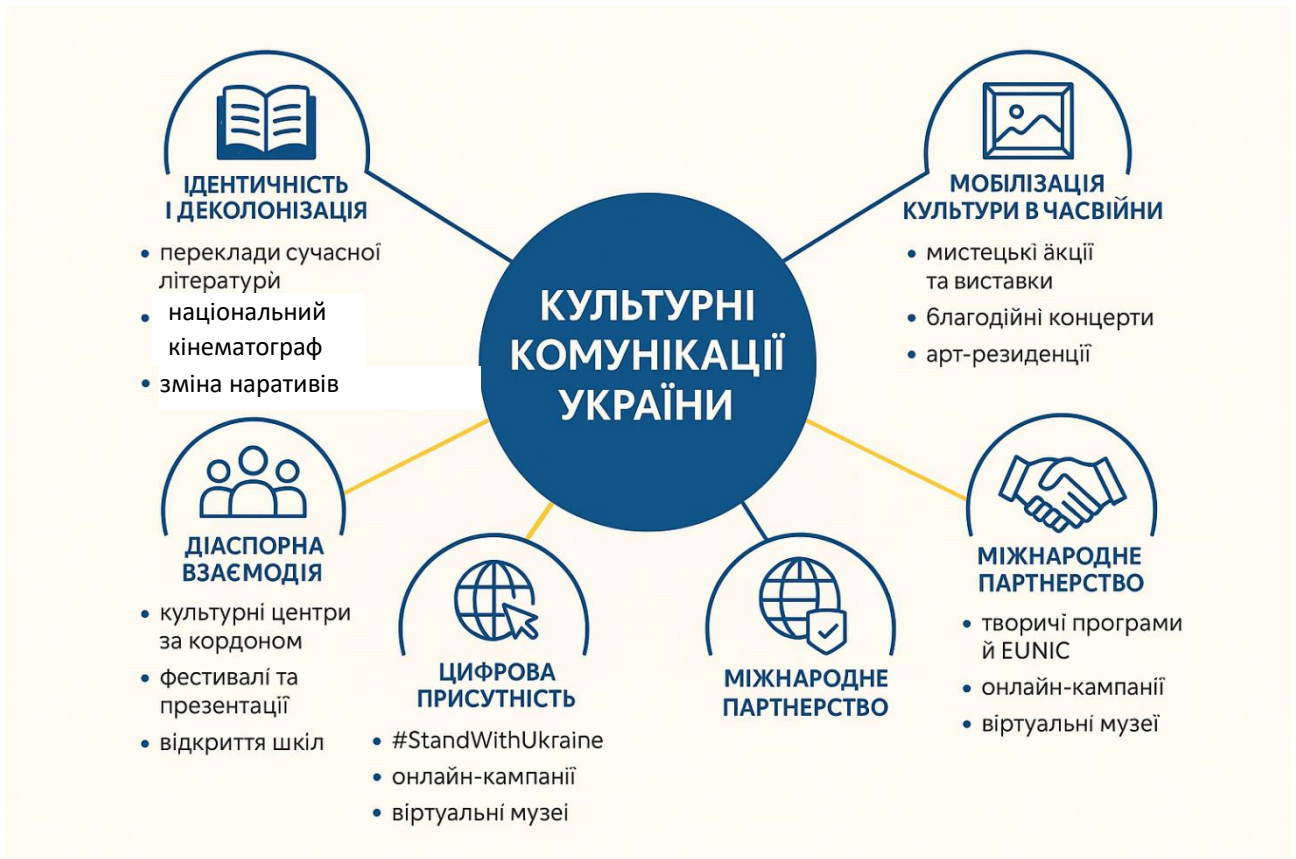 ІДЕНТИЧНІСТЬ
І ДЕКОЛОНІЗАЦІЯ
• переклади сучасної
літературѝ
• національний
кінематограф
• зміна наративів
МОБІЛІЗАЦІЯ
КУЛЬТУРИ В ЧАСВІЙНИ
• мистецькі äкції
та виставки
• благодійні концерти
• арт-резиденції
КУЛЬТУРНІ
КОМУНІКАЦІЇ
УКРАЇНИ
ДІАСПОРНА
ВЗАЄМОДІЯ
• культурні центри
за кордоном
• фестивалі та
презентації
• відкриття шкіл
ЦИФРОВА
ПРИСУТНІСТЬ
• #StandWithUkraine
• онлайн-кампанії
• віртуальні музеі
МІЖНАРОДНЕ
ПАРТНЕРСТВО
МІЖНАРОДНЕ
ПАРТНЕРСТВО
• творичі програми
й EUNIC
• онлайн-кампанії
• віртуальні музеї